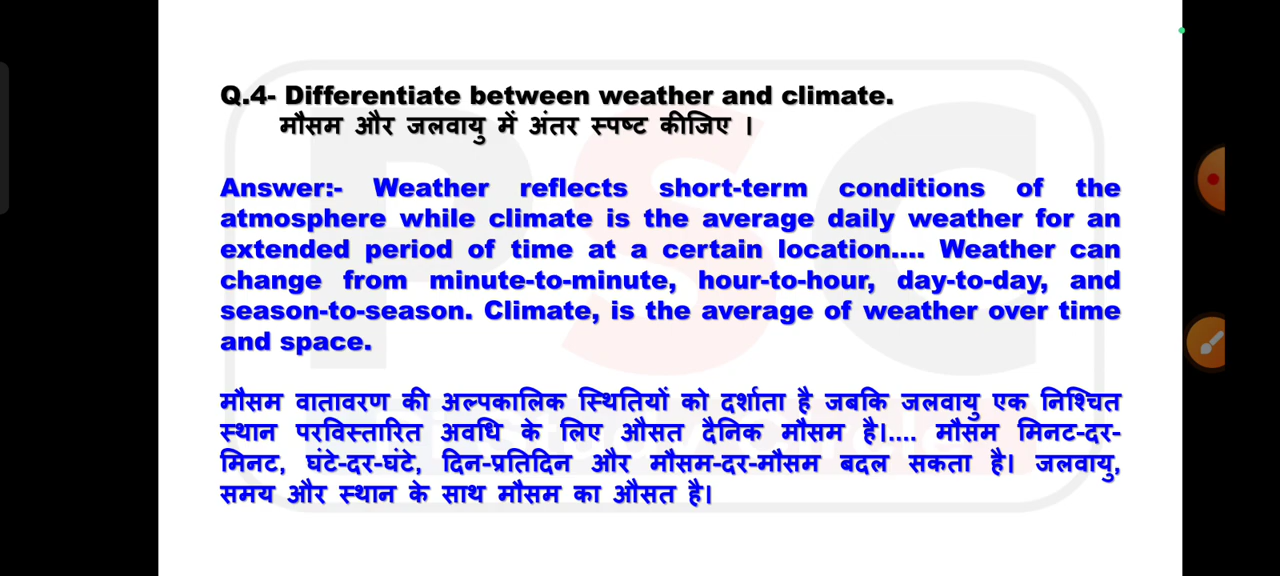 Q.4- Differentiate between weather and climate.
मौसम और जलवायु में अंतर स्पष्ट कीजिए ।
Answer:- Weather reflects short-term conditions of the
atmosphere while climate is the average daily weather for an
extended period of time at a certain location.... Weather can
change from minute-to-minute, hour-to-hour, day-to-day, and
season-to-season. Climate, is the average of weather over time
and space.
मौसम वातावरण की अल्पकालिक स्थितियों को दर्शाता है जबकि जलवायु एक निश्चित
स्थान परविस्तारित अवधि के लिए औसत दैनिक मौसम है।.... मौसम मिनट-दर-
मिनट, घंटे-दर-घंटे, दिन-प्रतिदिन और मौसम-दर-मौसम बदल सकता है। जलवायु,
समय और स्थान के साथ मौसम का औसत है।
PSC